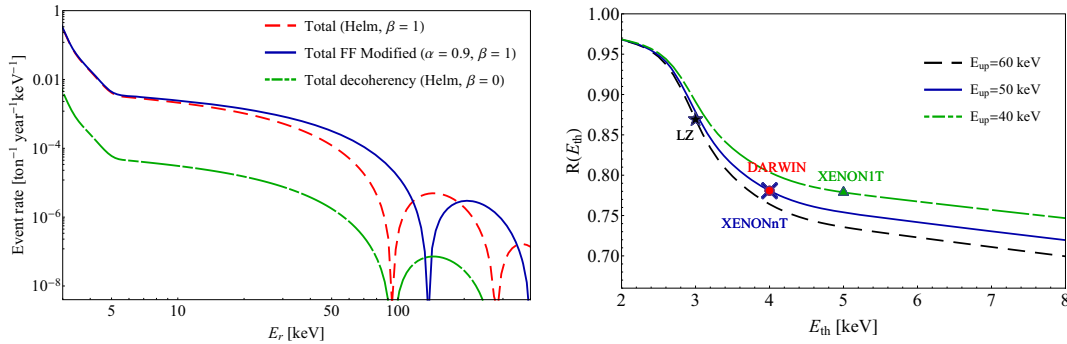 Total (Helm, β = 1)
Total FF Modified (α = 0.9, β = 1)
Total decoherency (Helm, β = 0)
Event rate [ton⁻¹ year⁻¹ keV⁻¹]
1
0.01
10⁻⁴
10⁻⁶
10⁻⁸
5 10 50 100
E_r [keV]
E_up=60 keV
E_up=50 keV
E_up=40 keV
LZ
DARWIN
XENON1T
XENONnT
R(E_th)
1.00
0.95
0.90
0.85
0.80
0.75
0.70
2 3 4 5 6 7 8
E_th [keV]